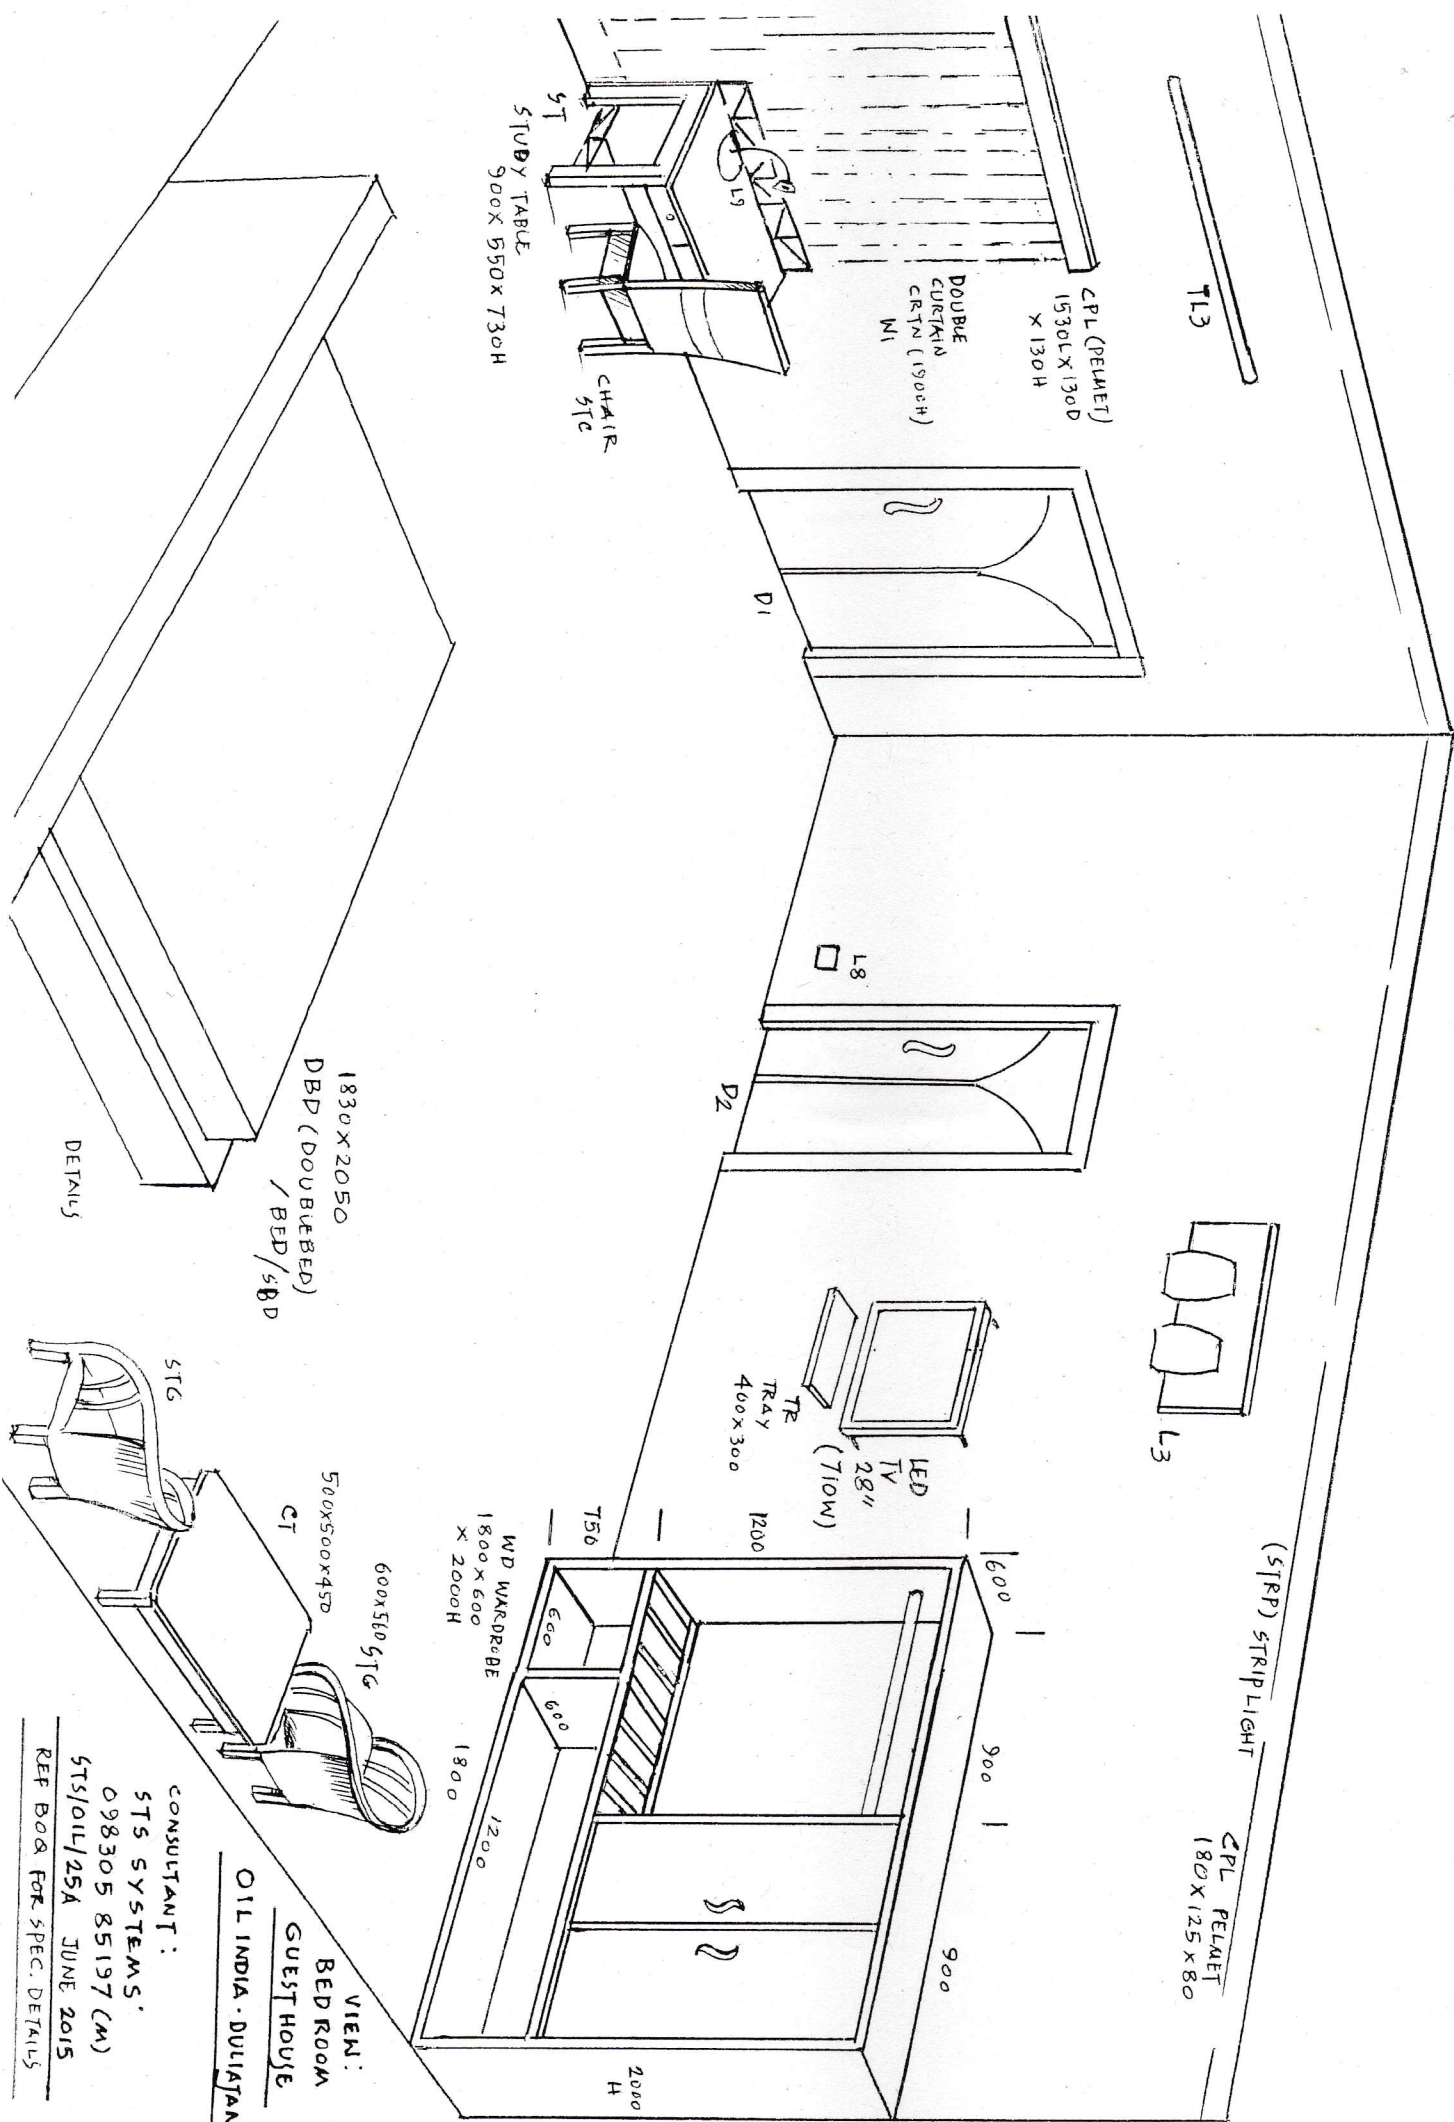 TL3
CPL (PELMET)
1530L X 130D
X 130H
DOUBLE
CURTAIN
CRTN (1900H)
W1
L9
ST
STUDY TABLE
900 X 550 X 730H
CHAIR
STC
D1
L8
D2
L3
(STRP) STRIPLIGHT
CPL PELMET
180 X 125 X 80
LED
TV
28"
(710W)
TR
TRAY
400 X 300
600
900
900
1200
750
600
600
1200
1800
2000
H
WD WARDROBE
1800 X 600
X 2000H
1830 X 2050
DBD (DOUBLEBED)
/ BED / SBD
DETAILS
STG
500X500X450
CT
600X560 STG
VIEW:
BED ROOM
GUEST HOUSE
OIL INDIA · DULIAJAN
CONSULTANT:
STS SYSTEMS'
098305 85197 (M)
STS/OIL/25A JUNE 2015
REF BOQ FOR SPEC. DETAILS